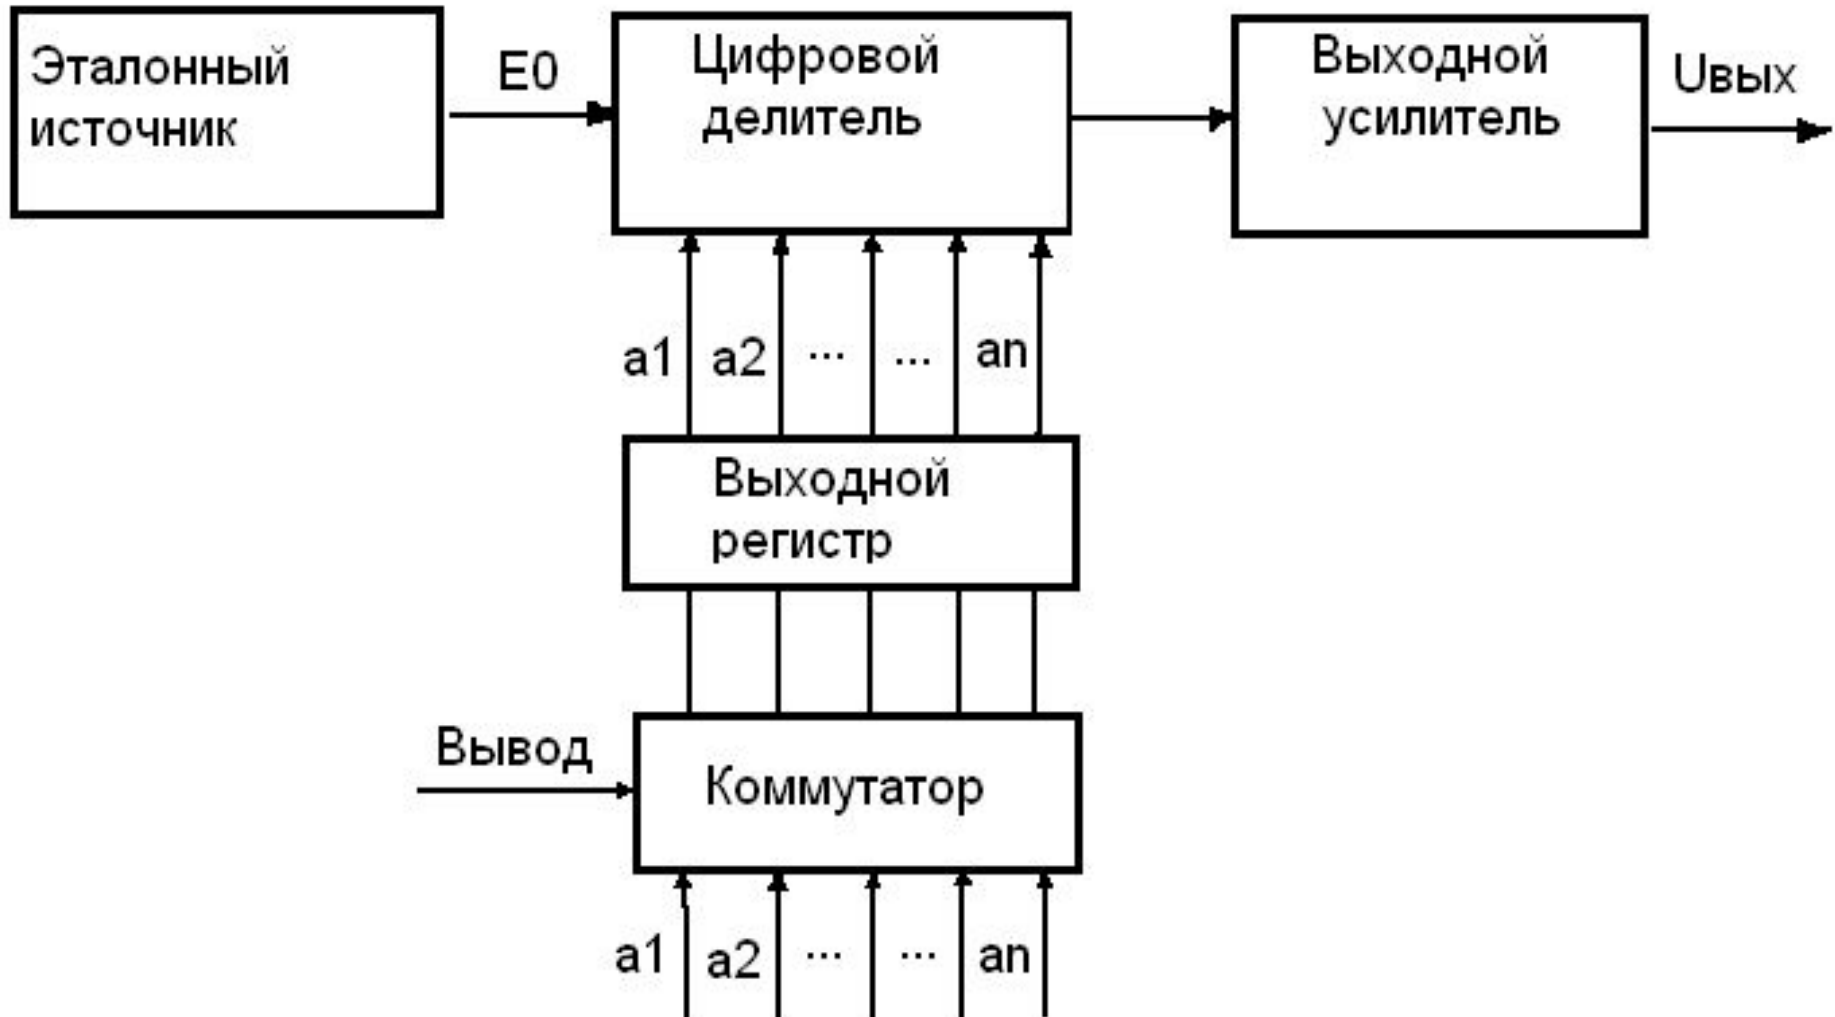 Эталонный
источник
E0
Цифровой
делитель
Выходной
усилитель
Uвых
a1 a2 ... ... an
Выходной
регистр
Вывод
Коммутатор
a1 a2 ... ... an